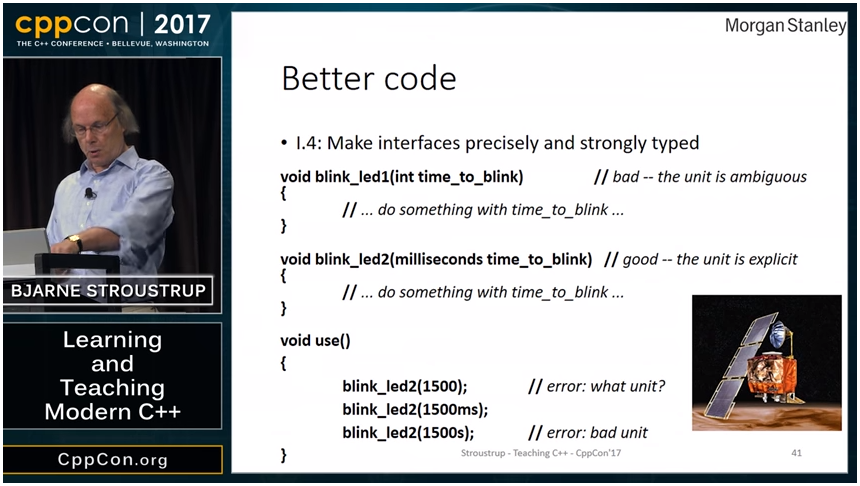 cppcon | 2017
THE C++ CONFERENCE • BELLEVUE, WASHINGTON
BJARNE STROUSTRUP
Learning
and
Teaching
Modern C++
CppCon.org
Morgan Stanley
Better code
• I.4: Make interfaces precisely and strongly typed
void blink_led1(int time_to_blink) // bad -- the unit is ambiguous
{
// ... do something with time_to_blink ...
}
void blink_led2(milliseconds time_to_blink) // good -- the unit is explicit
{
// ... do something with time_to_blink ...
}
void use()
{
blink_led2(1500); // error: what unit?
blink_led2(1500ms);
blink_led2(1500s); // error: bad unit
}
Stroustrup - Teaching C++ - CppCon'17
41